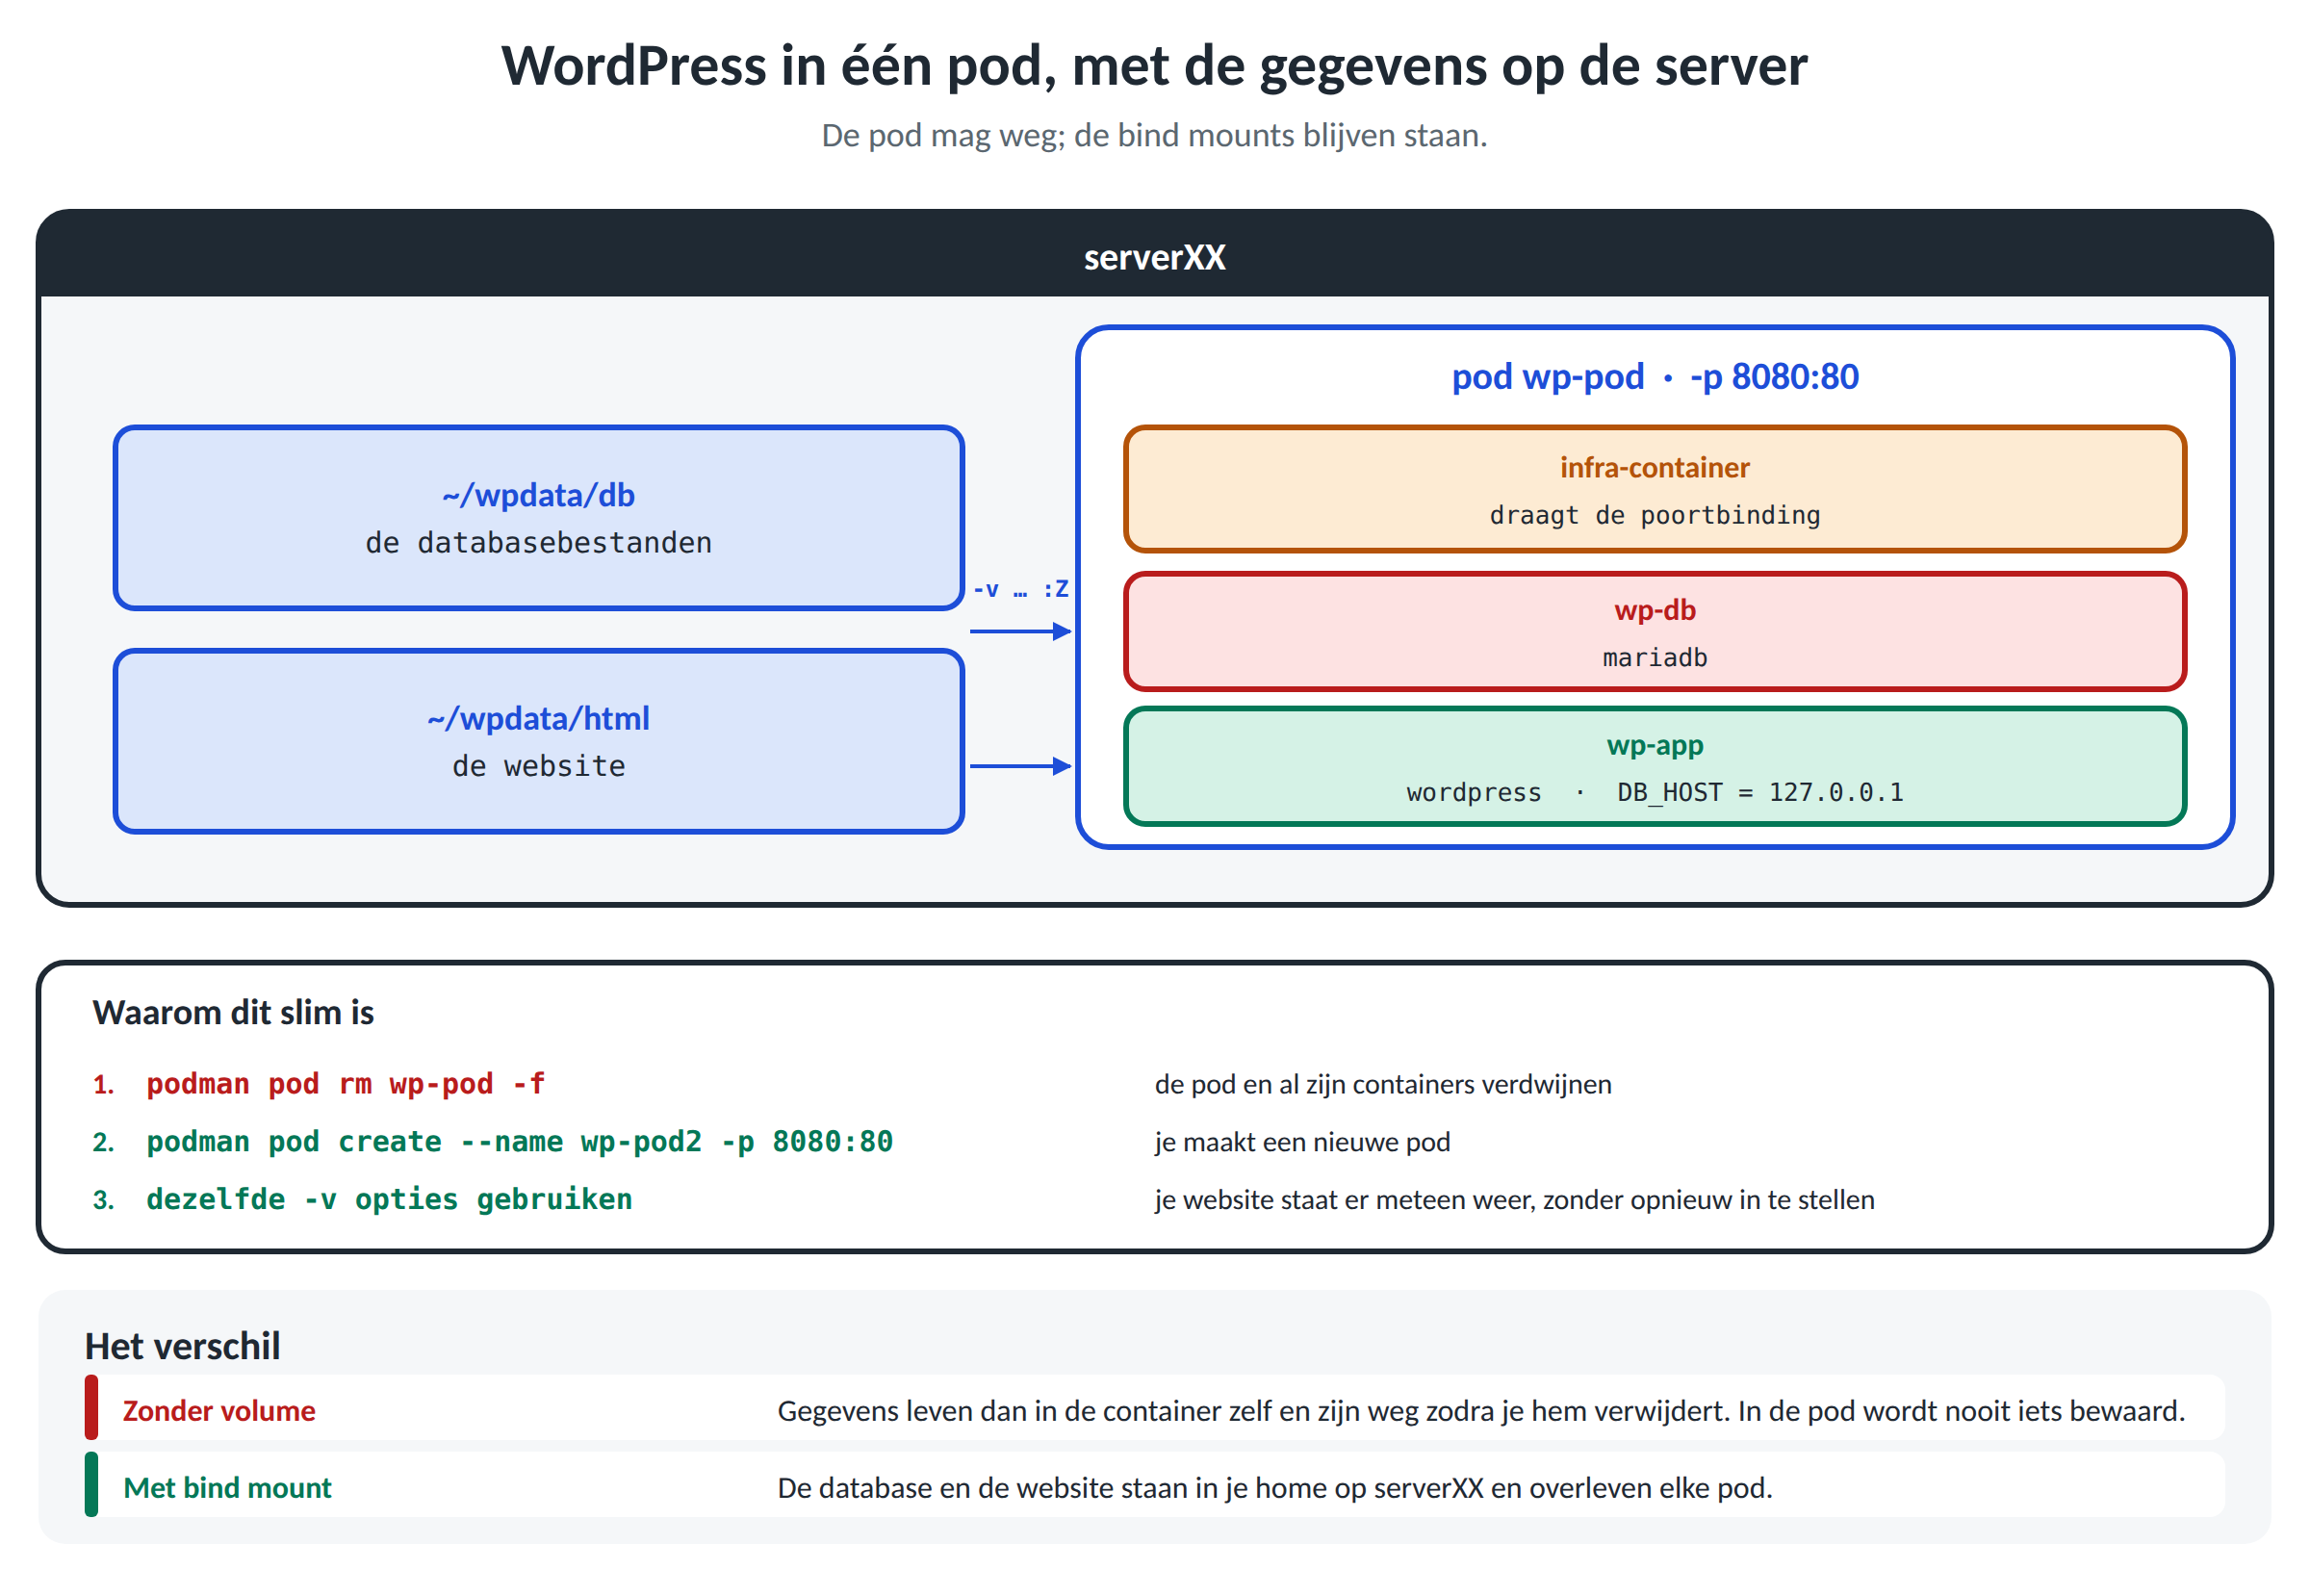 WordPress in één pod, met de gegevens op de server
De pod mag weg; de bind mounts blijven staan.
serverXX
pod wp-pod · -p 8080:80
~/wpdata/db
de databasebestanden
-v … :Z
~/wpdata/html
de website
infra-container
draagt de poortbinding
wp-db
mariadb
wp-app
wordpress · DB_HOST = 127.0.0.1
Waarom dit slim is
1. podman pod rm wp-pod -f de pod en al zijn containers verdwijnen
2. podman pod create --name wp-pod2 -p 8080:80 je maakt een nieuwe pod
3. dezelfde -v opties gebruiken je website staat er meteen weer, zonder opnieuw in te stellen
Het verschil
Zonder volume Gegevens leven dan in de container zelf en zijn weg zodra je hem verwijdert. In de pod wordt nooit iets bewaard.
Met bind mount De database en de website staan in je home op serverXX en overleven elke pod.